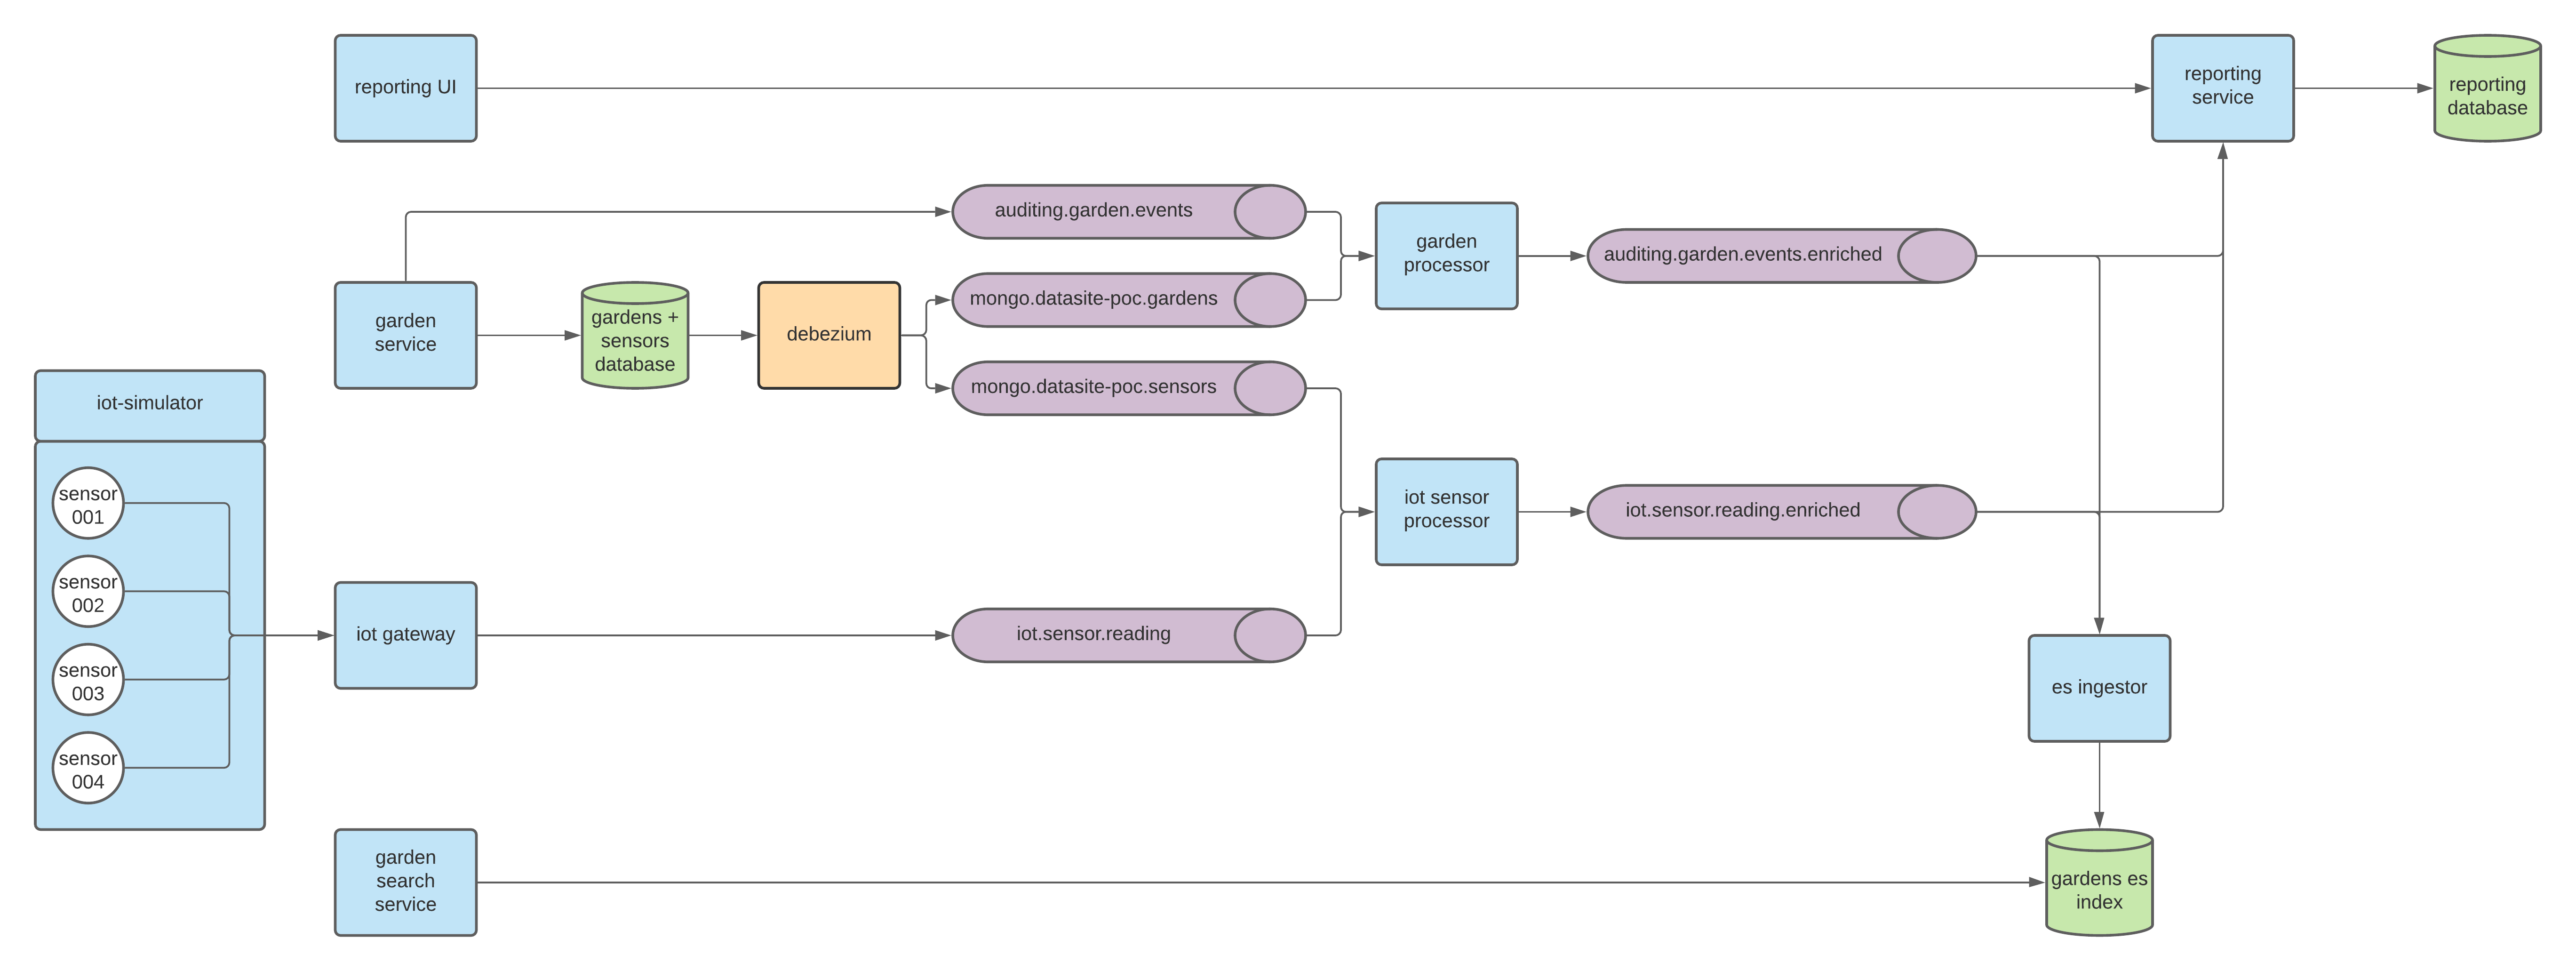 reporting UI
reporting
service
reporting
database
auditing.garden.events
garden
processor
auditing.garden.events.enriched
mongo.datasite-poc.gardens
garden
service
gardens +
sensors
database
debezium
mongo.datasite-poc.sensors
iot-simulator
sensor
001
sensor
002
sensor
003
sensor
004
iot sensor
processor
iot.sensor.reading.enriched
iot gateway
iot.sensor.reading
es ingestor
garden
search
service
gardens es
index